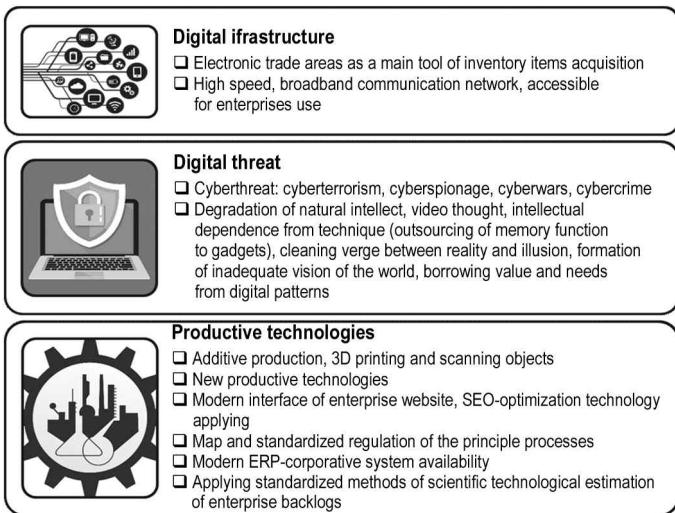 Digital ifrastructure
❑ Electronic trade areas as a main tool of inventory items acquisition
❑ High speed, broadband communication network, accessible
for enterprises use
Digital threat
❑ Cyberthreat: cyberterrorism, cyberspionage, cyberwars, cybercrime
❑ Degradation of natural intellect, video thought, intellectual
dependence from technique (outsourcing of memory function
to gadgets), cleaning verge between reality and illusion, formation
of inadequate vision of the world, borrowing value and needs
from digital patterns
Productive technologies
❑ Additive production, 3D printing and scanning objects
❑ New productive technologies
❑ Modern interface of enterprise website, SEO-optimization technology
applying
❑ Map and standardized regulation of the principle processes
❑ Modern ERP-corporative system availability
❑ Applying standardized methods of scientific technological estimation
of enterprise backlogs